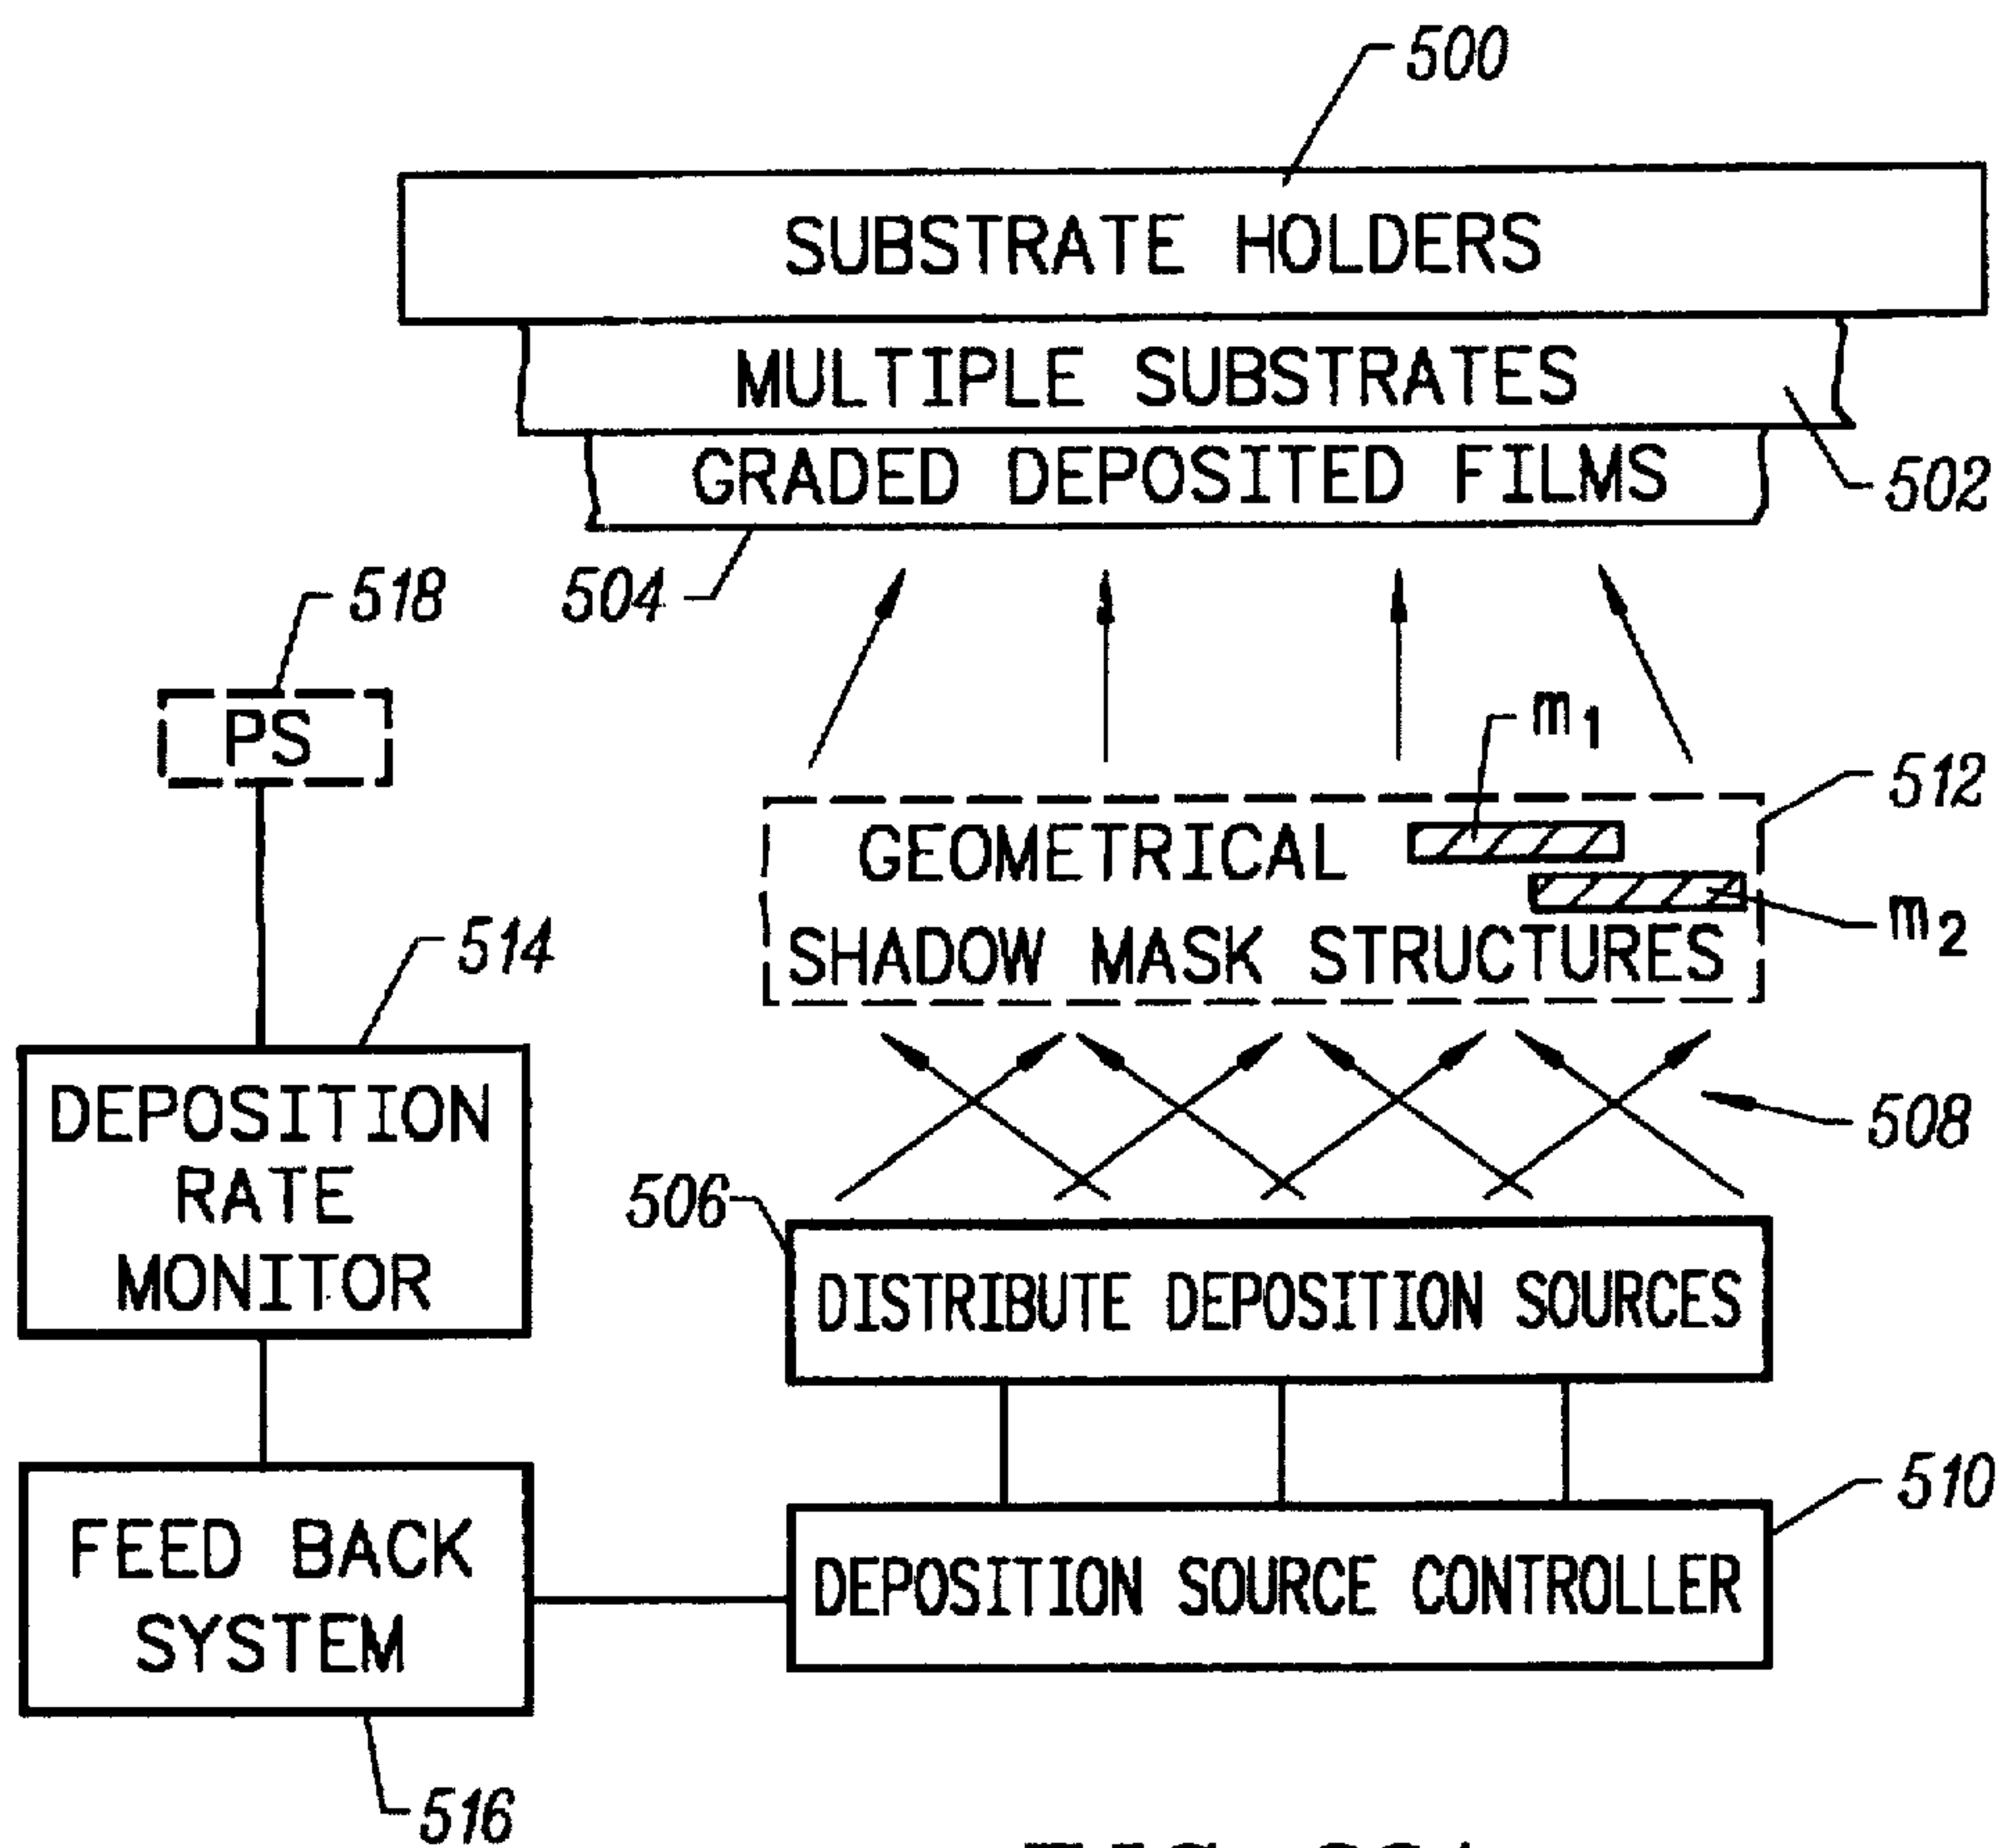 500
SUBSTRATE HOLDERS
MULTIPLE SUBSTRATES
502
GRADED DEPOSITED FILMS
504
518
PS
m1
512
GEOMETRICAL
SHADOW MASK STRUCTURES
m2
514
DEPOSITION
RATE
MONITOR
508
506
DISTRIBUTE DEPOSITION SOURCES
510
FEED BACK
SYSTEM
DEPOSITION SOURCE CONTROLLER
516